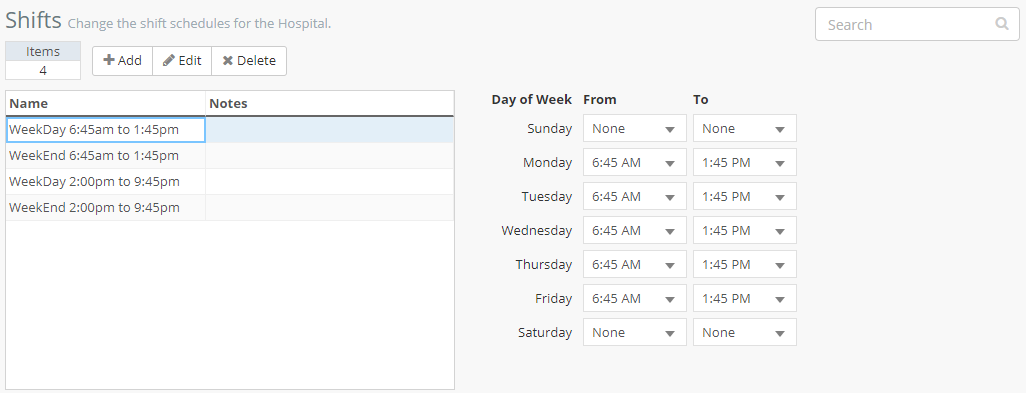 Shifts Change the shift schedules for the Hospital.
Search
Items
4
Add Edit Delete
Name Notes
WeekDay 6:45am to 1:45pm
WeekEnd 6:45am to 1:45pm
WeekDay 2:00pm to 9:45pm
WeekEnd 2:00pm to 9:45pm
Day of Week From To
Sunday None None
Monday 6:45 AM 1:45 PM
Tuesday 6:45 AM 1:45 PM
Wednesday 6:45 AM 1:45 PM
Thursday 6:45 AM 1:45 PM
Friday 6:45 AM 1:45 PM
Saturday None None